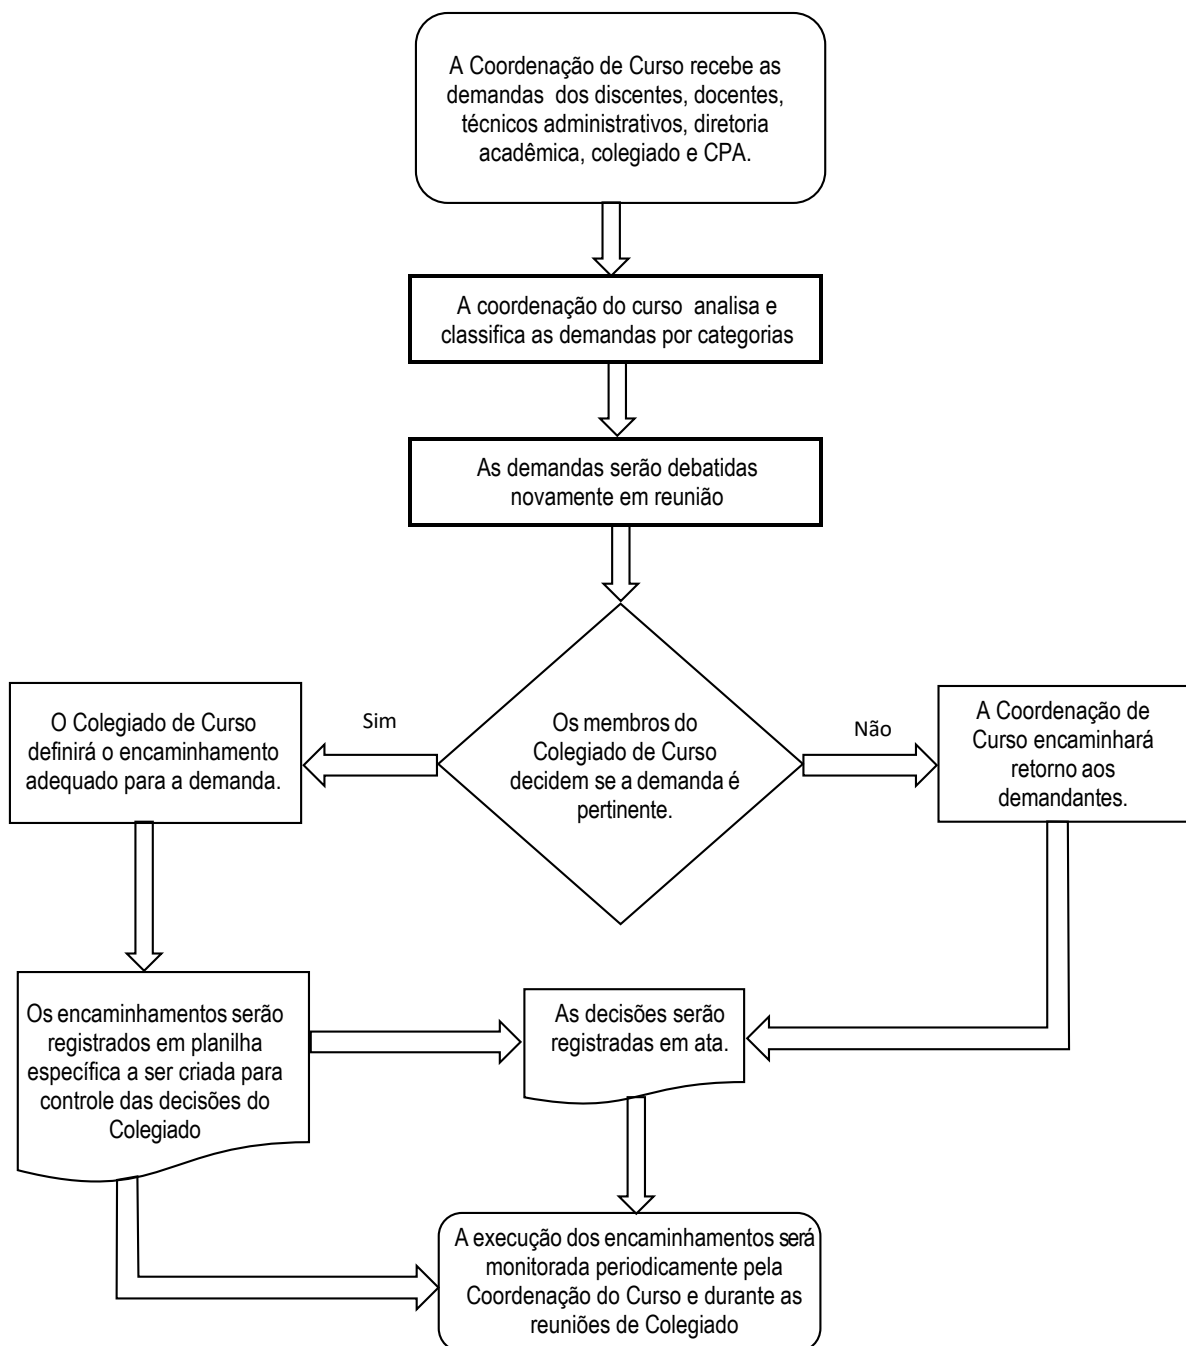 A Coordenação de Curso recebe as
demandas dos discentes, docentes,
técnicos administrativos, diretoria
acadêmica, colegiado e CPA.
A coordenação do curso analisa e
classifica as demandas por categorias
As demandas serão debatidas
novamente em reunião
Os membros do
Colegiado de Curso
decidem se a demanda é
pertinente.
Sim
O Colegiado de Curso
definirá o encaminhamento
adequado para a demanda.
Não
A Coordenação de
Curso encaminhará
retorno aos
demandantes.
Os encaminhamentos serão
registrados em planilha
específica a ser criada para
controle das decisões do
Colegiado
As decisões serão
registradas em ata.
A execução dos encaminhamentos será
monitorada periodicamente pela
Coordenação do Curso e durante as
reuniões de Colegiado